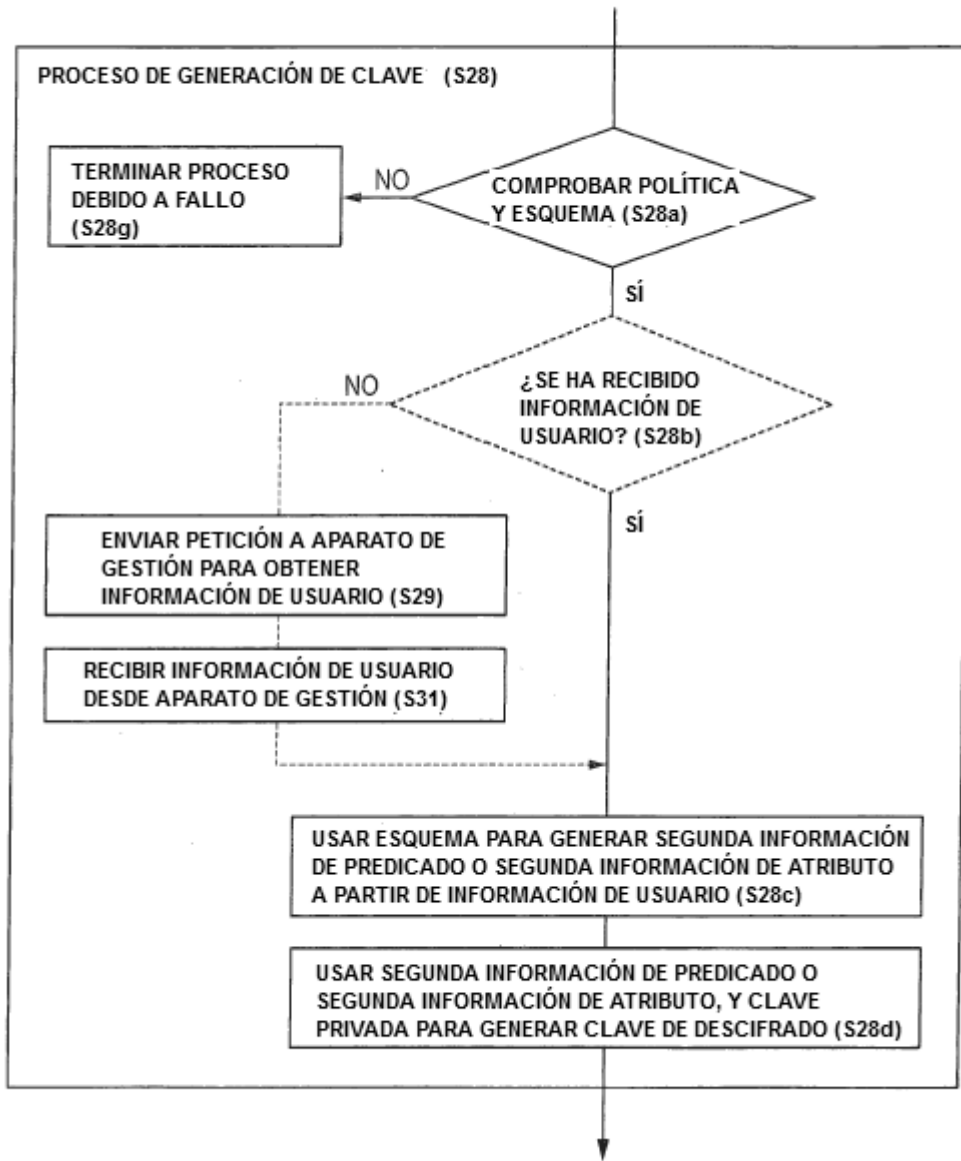 PROCESO DE GENERACIÓN DE CLAVE (S28)
TERMINAR PROCESO
DEBIDO A FALLO
(S28g)
NO
COMPROBAR POLÍTICA
Y ESQUEMA (S28a)
SÍ
NO
¿SE HA RECIBIDO
INFORMACIÓN DE
USUARIO? (S28b)
SÍ
ENVIAR PETICIÓN A APARATO DE
GESTIÓN PARA OBTENER
INFORMACIÓN DE USUARIO (S29)
RECIBIR INFORMACIÓN DE USUARIO
DESDE APARATO DE GESTIÓN (S31)
USAR ESQUEMA PARA GENERAR SEGUNDA INFORMACIÓN
DE PREDICADO O SEGUNDA INFORMACIÓN DE ATRIBUTO
A PARTIR DE INFORMACIÓN DE USUARIO (S28c)
USAR SEGUNDA INFORMACIÓN DE PREDICADO O
SEGUNDA INFORMACIÓN DE ATRIBUTO, Y CLAVE
PRIVADA PARA GENERAR CLAVE DE DESCIFRADO (S28d)